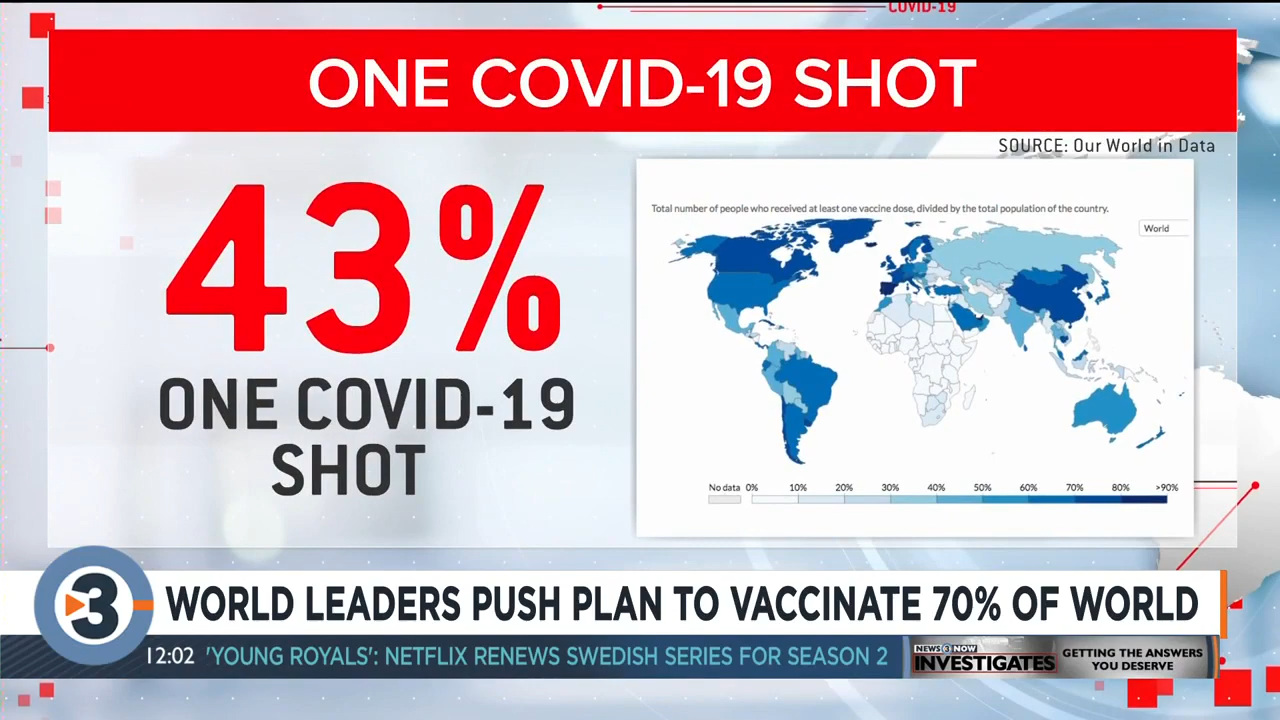 COVID-19
ONE COVID-19 SHOT
SOURCE: Our World in Data
43%
ONE COVID-19
SHOT
Total number of people who received at least one vaccine dose, divided by the total population of the country.
World
No data 0% 10% 20% 30% 40% 50% 60% 70% 80% >90%
3
WORLD LEADERS PUSH PLAN TO VACCINATE 70% OF WORLD
12:02 'YOUNG ROYALS': NETFLIX RENEWS SWEDISH SERIES FOR SEASON 2
NEWS 3 NOW
INVESTIGATES
GETTING THE ANSWERS
YOU DESERVE